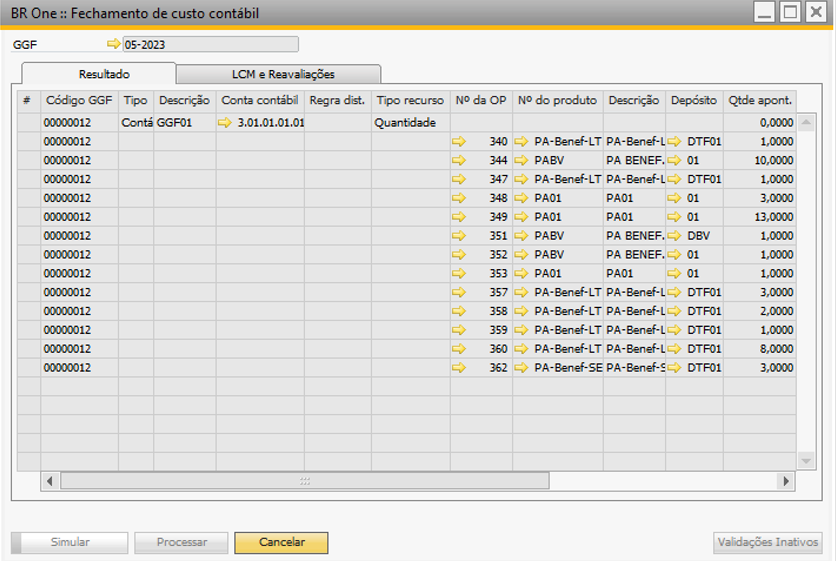 BR One :: Fechamento de custo contábil
GGF 05-2023
Resultado LCM e Reavaliações
# Código GGF Tipo Descrição Conta contábil Regra dist. Tipo recurso Nº da OP Nº do produto Descrição Depósito Qtde apont.
00000012 Contá GGF01 3.01.01.01.01 Quantidade 0,0000
00000012 340 PA-Benef-LT PA-Benef-L DTF01 1,0000
00000012 344 PABV PA BENEF. 01 10,0000
00000012 347 PA-Benef-LT PA-Benef-L DTF01 1,0000
00000012 348 PA01 PA01 01 3,0000
00000012 349 PA01 PA01 01 13,0000
00000012 351 PABV PA BENEF. DBV 1,0000
00000012 352 PABV PA BENEF. 01 1,0000
00000012 353 PA01 PA01 01 1,0000
00000012 357 PA-Benef-LT PA-Benef-L DTF01 3,0000
00000012 358 PA-Benef-LT PA-Benef-L DTF01 2,0000
00000012 359 PA-Benef-LT PA-Benef-L DTF01 1,0000
00000012 360 PA-Benef-LT PA-Benef-L DTF01 8,0000
00000012 362 PA-Benef-SE PA-Benef-S DTF01 3,0000
Simular Processar Cancelar Validações Inativos